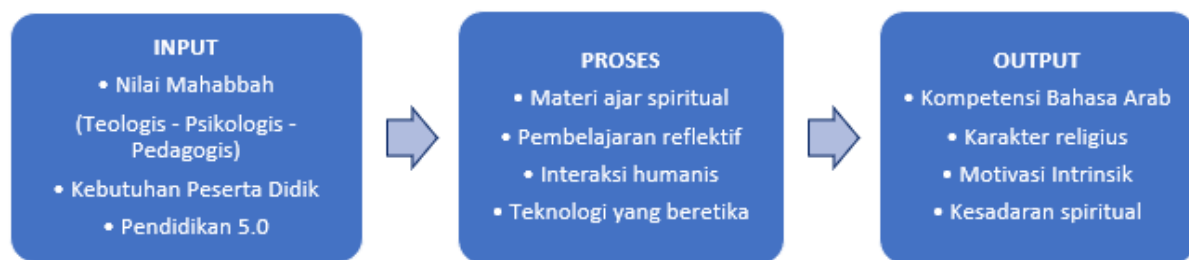 INPUT
• Nilai Mahabbah
(Teologis - Psikologis -
Pedagogis)
• Kebutuhan Peserta Didik
• Pendidikan 5.0
PROSES
• Materi ajar spiritual
• Pembelajaran reflektif
• Interaksi humanis
• Teknologi yang beretika
OUTPUT
• Kompetensi Bahasa Arab
• Karakter religius
• Motivasi Intrinsik
• Kesadaran spiritual